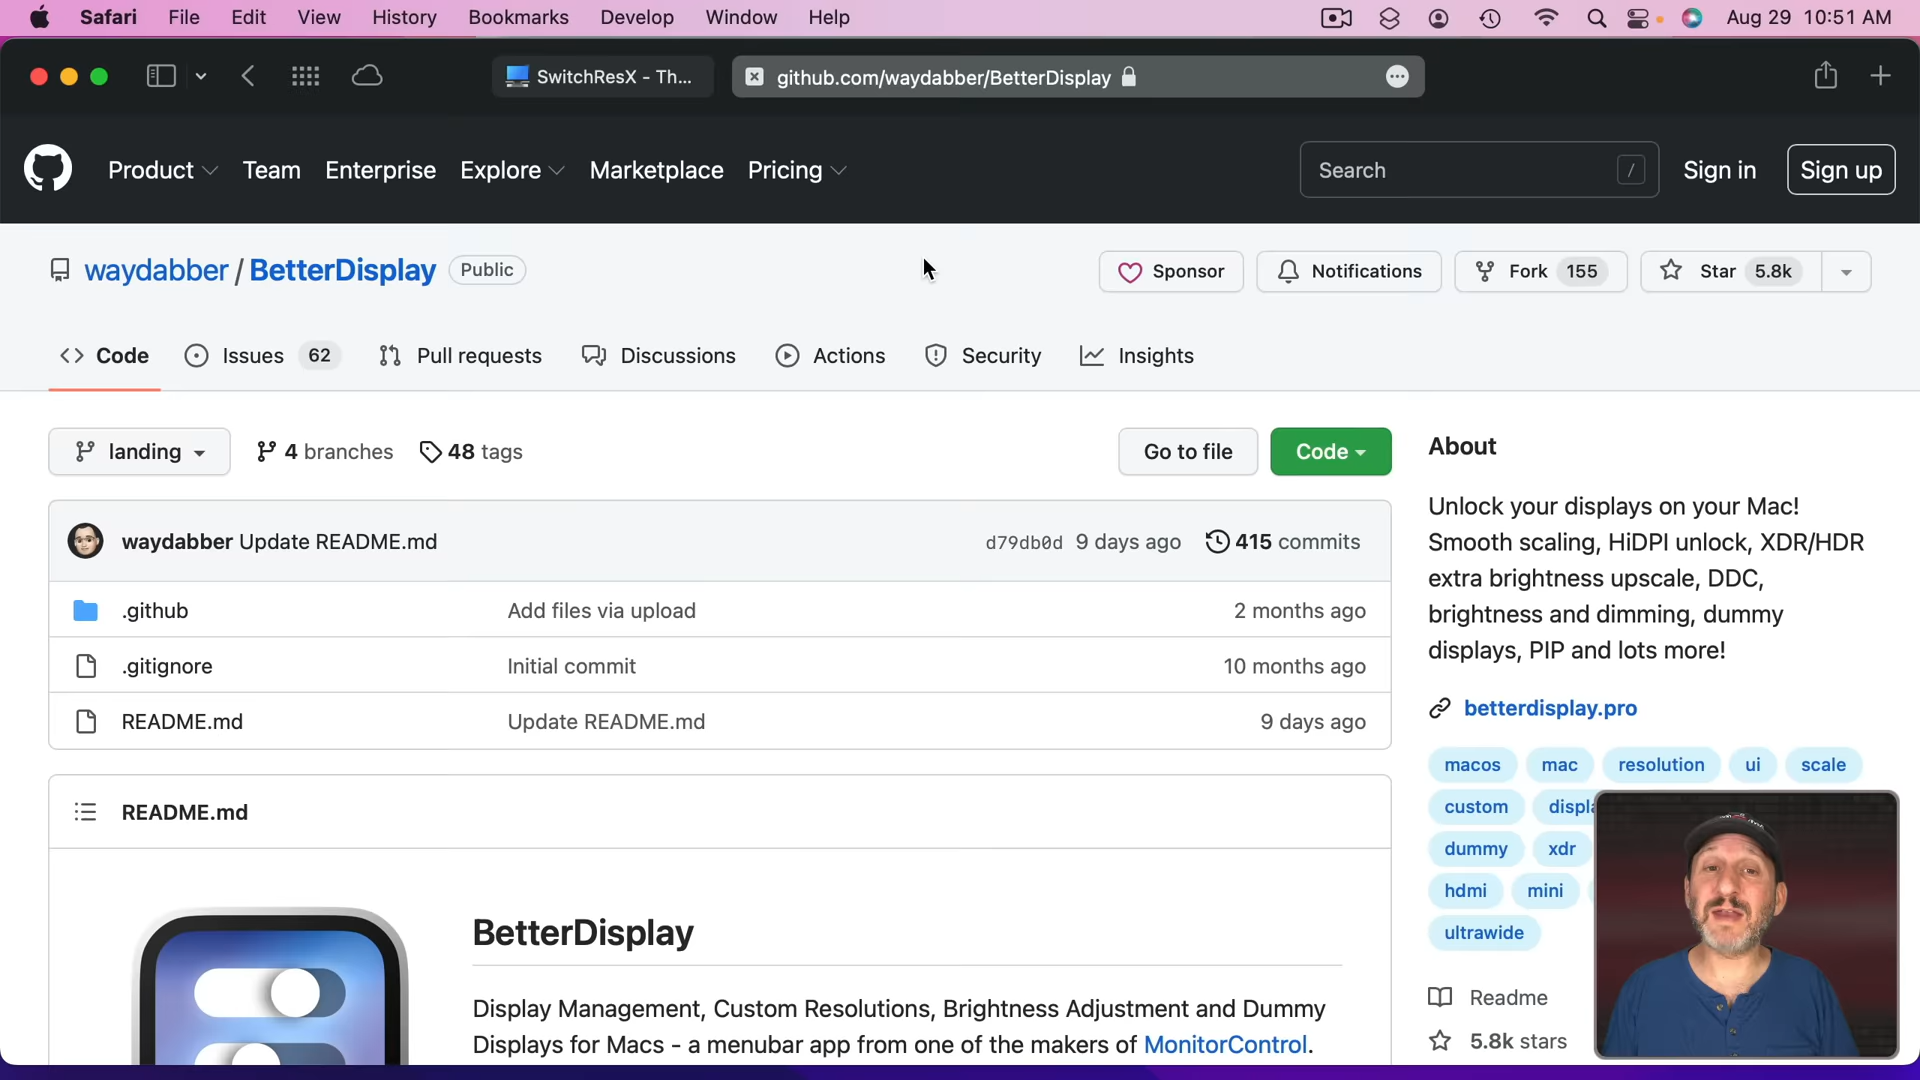 Safari File Edit View History Bookmarks Develop Window Help Aug 29 10:51 AM
SwitchResX - Th... github.com/waydabber/BetterDisplay
Product Team Enterprise Explore Marketplace Pricing Search / Sign in Sign up
waydabber / BetterDisplay Public Sponsor Notifications Fork 155 Star 5.8k
Code Issues 62 Pull requests Discussions Actions Security Insights
landing 4 branches 48 tags Go to file Code
waydabber Update README.md d79db0d 9 days ago 415 commits
.github Add files via upload 2 months ago
.gitignore Initial commit 10 months ago
README.md Update README.md 9 days ago
README.md
BetterDisplay
Display Management, Custom Resolutions, Brightness Adjustment and Dummy
Displays for Macs - a menubar app from one of the makers of MonitorControl.
About
Unlock your displays on your Mac!
Smooth scaling, HiDPI unlock, XDR/HDR
extra brightness upscale, DDC,
brightness and dimming, dummy
displays, PIP and lots more!
betterdisplay.pro
macos mac resolution ui scale
custom displa
dummy xdr
hdmi mini
ultrawide
Readme
5.8k stars